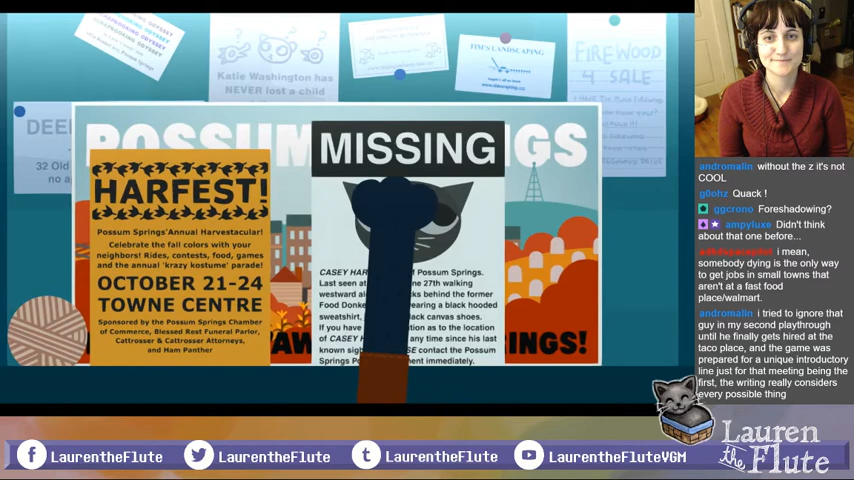 SCRAPBOOKING ODYSSEY
Katie Washington has
NEVER lost a child
TIM'S LANDSCAPING
FIREWOOD
4 SALE
DEE
32 Old
no a
POSSUM
NGS
HARFEST!
Possum Springs' Annual Harvestacular!
Celebrate the fall colors with your
neighbors! Rides, contests, food, games
and the annual 'krazy kostume' parade!
OCTOBER 21-24
TOWNE CENTRE
Sponsored by the Possum Springs Chamber
of Commerce, Blessed Rest Funeral Parlor,
Cattrosser & Cattrosser Attorneys,
and Ham Panther
MISSING
CASEY HAR
Possum Springs.
Last seen at
ne 27th walking
westward
cks behind the former
Food Donke
earing a black hooded
sweatshirt,
ack canvas shoes.
If you have
ion as to the location
of CASEY H
any time since his last
known sigh
SE contact the Possum
Springs Po
ment immediately.
RINGS!
andromalin without the z it's not
COOL
g0ohz Quack !
ggcrono Foreshadowing?
ampyluxe Didn't think
about that one before...
i mean,
somebody dying is the only way
to get jobs in small towns that
aren't at a fast food
place/walmart.
andromalin i tried to ignore that
guy in my second playthrough
until he finally gets hired at the
taco place, and the game was
prepared for a unique introductory
line just for that meeting being the
first, the writing really considers
every possible thing
Lauren
the Flute
LaurentheFlute
LaurentheFlute
LaurentheFlute
LaurentheFluteVGM